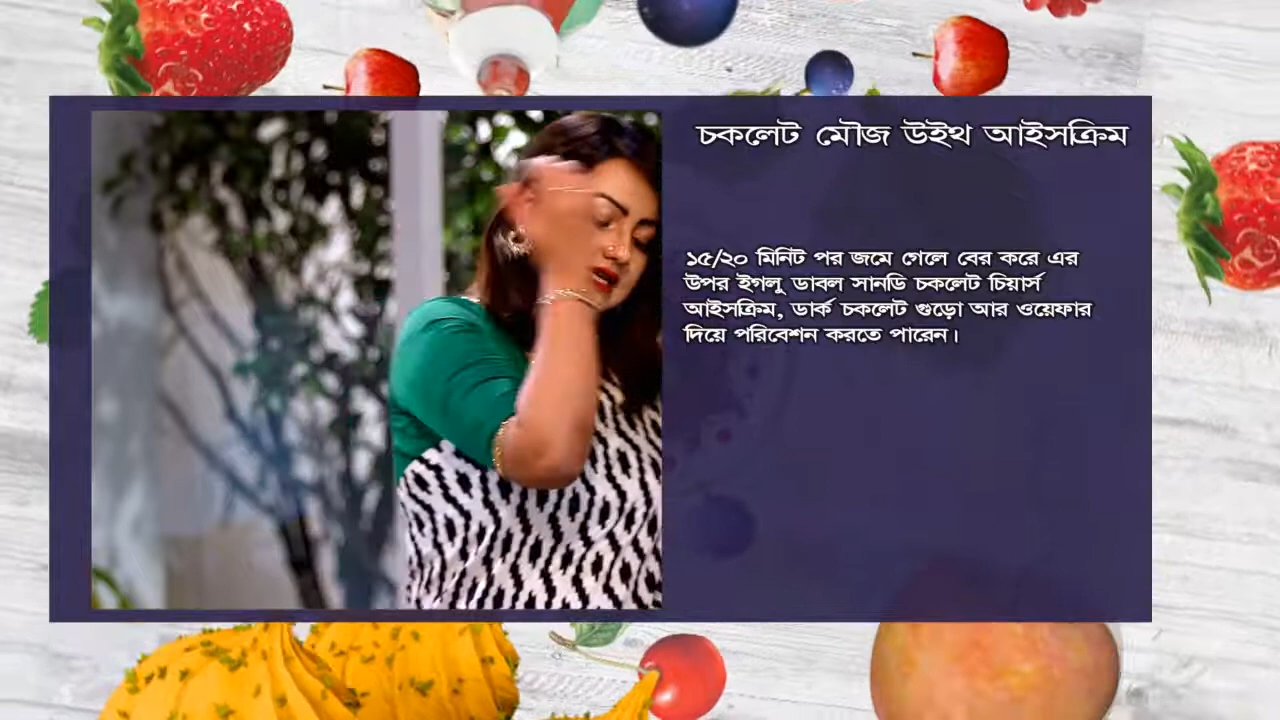 চকলেট মৌজ উইথ আইসক্রিম
১৫/২০ মিনিট পর জমে গেলে বের করে এর
উপর ইগলু ডাবল সানডি চকলেট চিয়ার্স
আইসক্রিম, ডার্ক চকলেট গুড়ো আর ওয়েফার
দিয়ে পরিবেশন করতে পারেন।